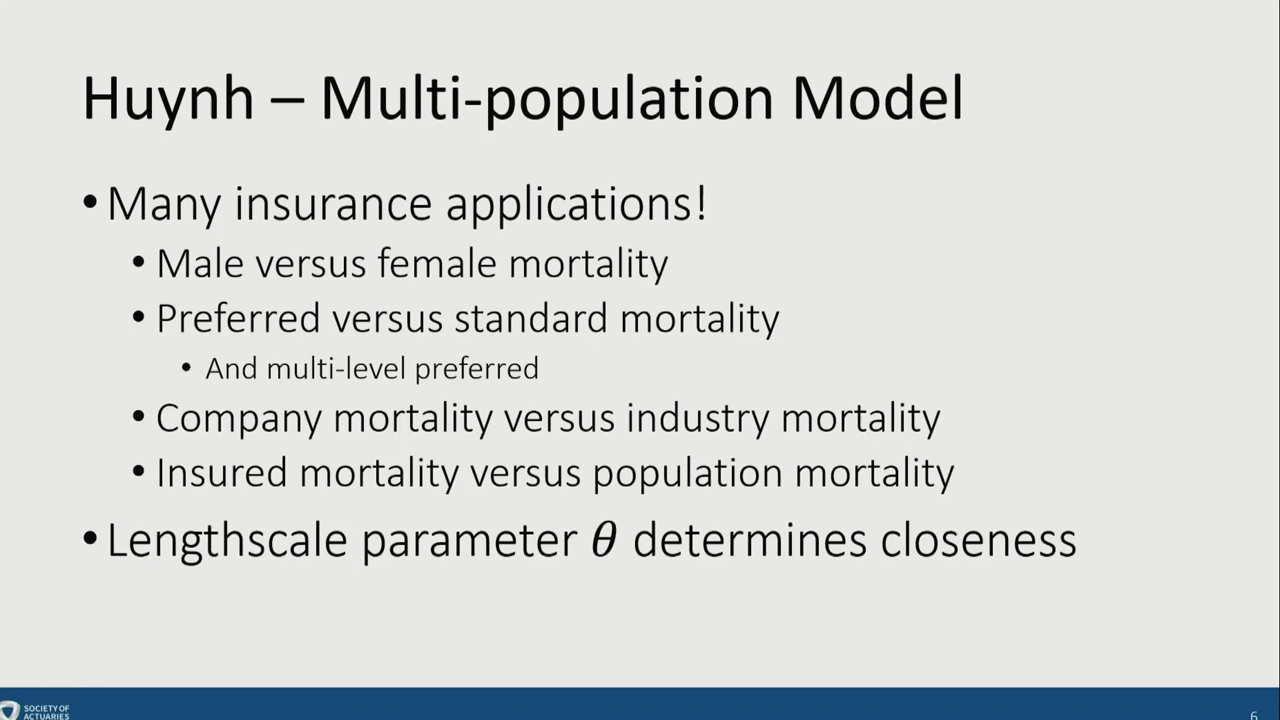 Huynh – Multi-population Model
• Many insurance applications!
• Male versus female mortality
• Preferred versus standard mortality
• And multi-level preferred
• Company mortality versus industry mortality
• Insured mortality versus population mortality
• Lengthscale parameter θ determines closeness
SOCIETY OF
ACTUARIES
6